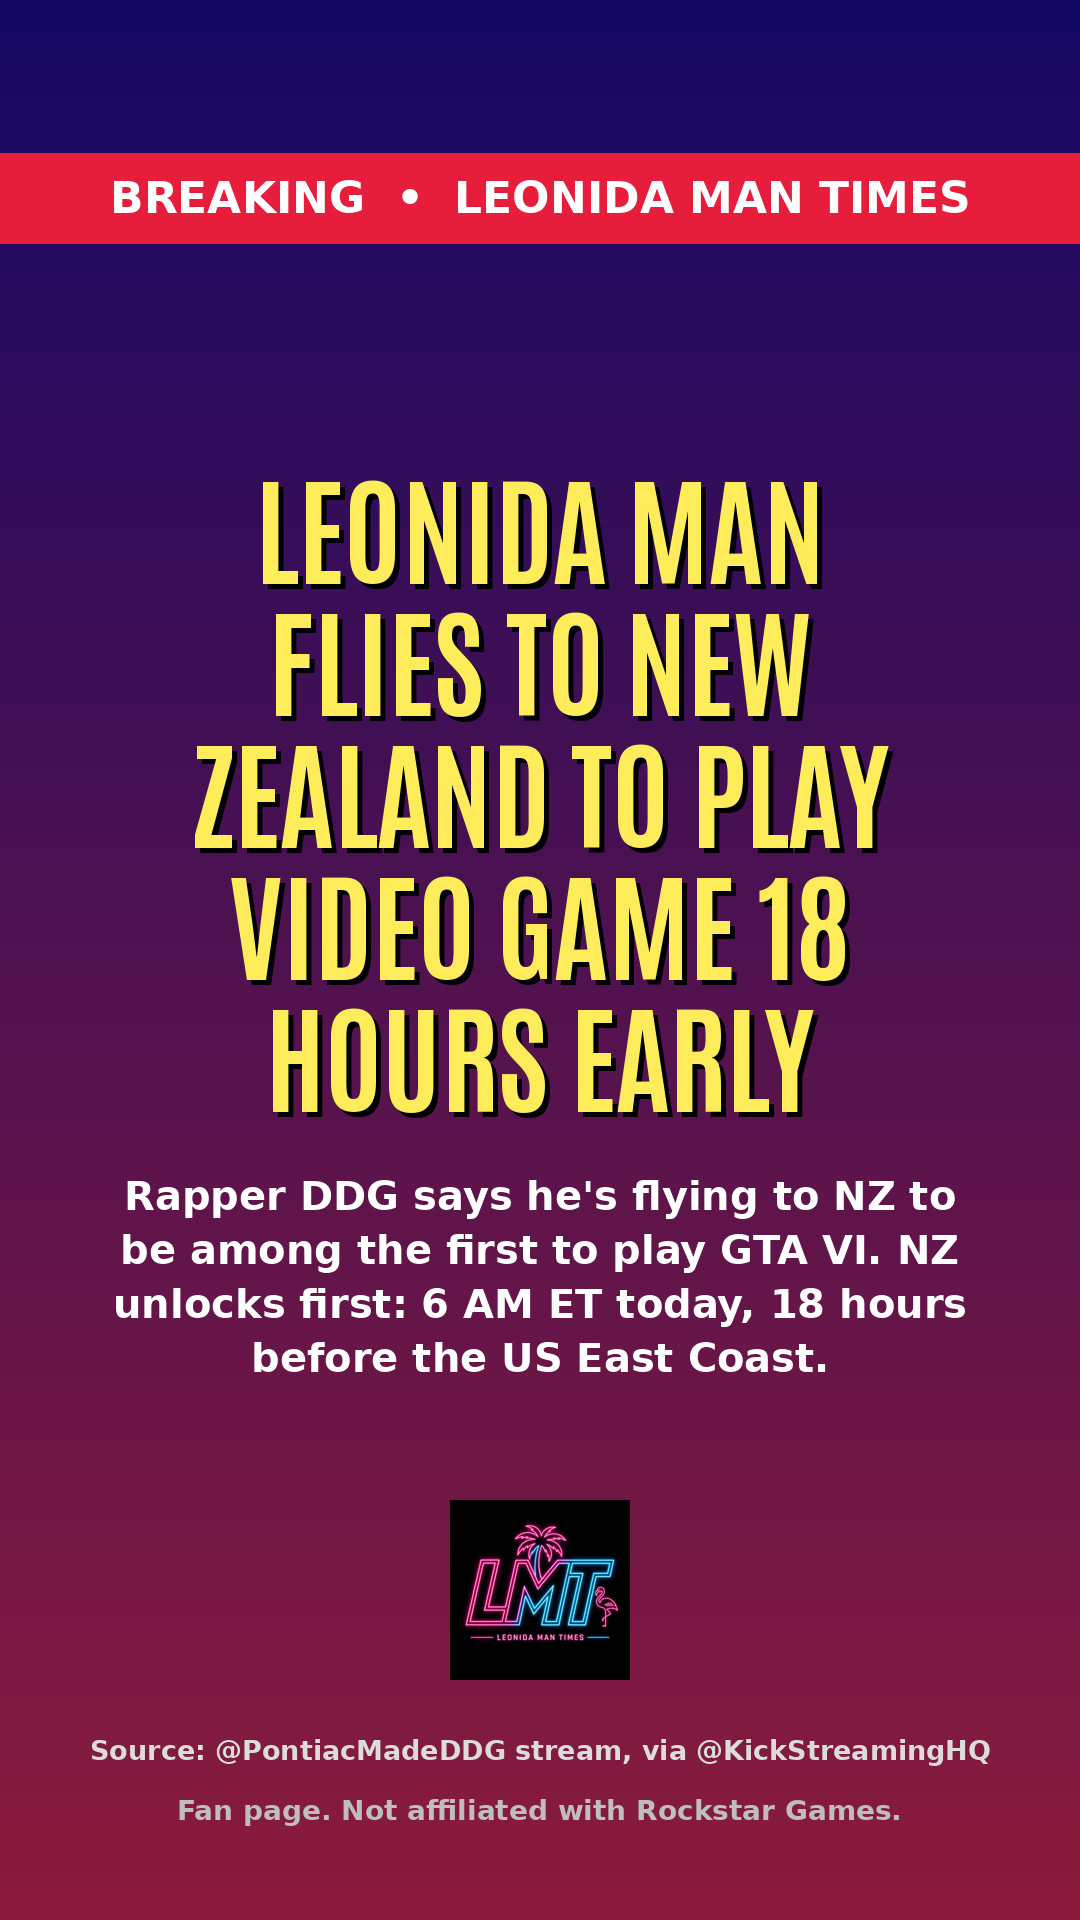 BREAKING • LEONIDA MAN TIMES
LEONIDA MAN
FLIES TO NEW
ZEALAND TO PLAY
VIDEO GAME 18
HOURS EARLY
Rapper DDG says he's flying to NZ to
be among the first to play GTA VI. NZ
unlocks first: 6 AM ET today, 18 hours
before the US East Coast.
LMT
LEONIDA MAN TIMES
Source: @PontiacMadeDDG stream, via @KickStreamingHQ
Fan page. Not affiliated with Rockstar Games.